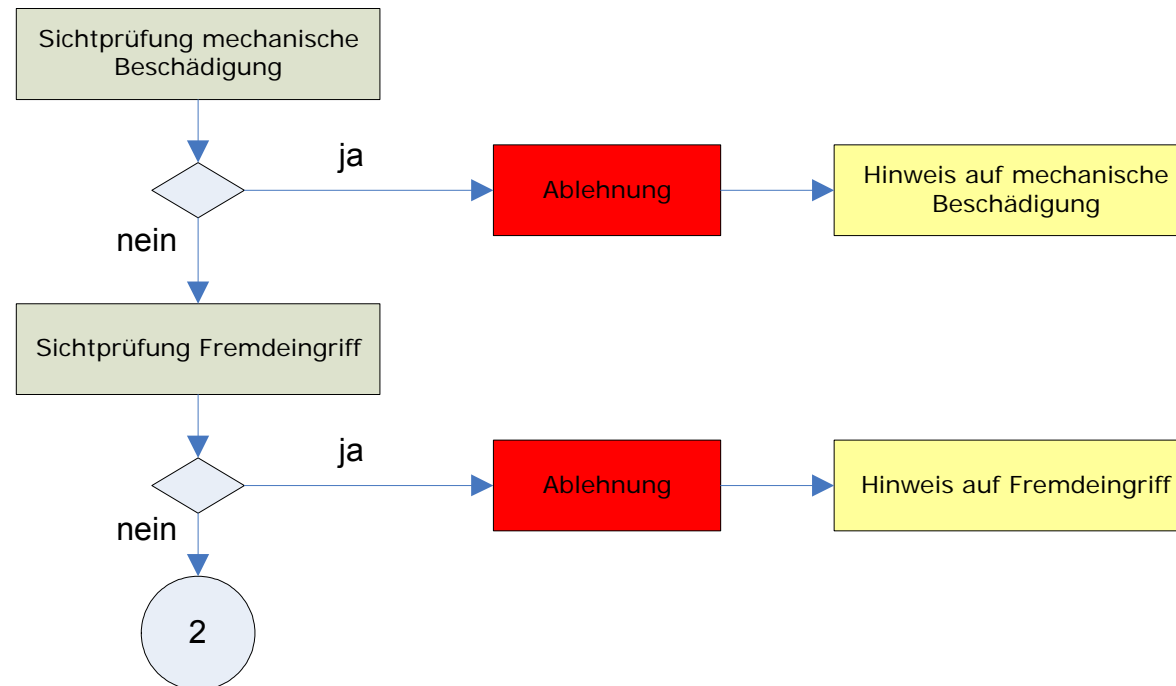 Sichtprüfung mechanische
Beschädigung
ja
Ablehnung
Hinweis auf mechanische
Beschädigung
nein
Sichtprüfung Fremdeingriff
ja
Ablehnung
Hinweis auf Fremdeingriff
nein
2